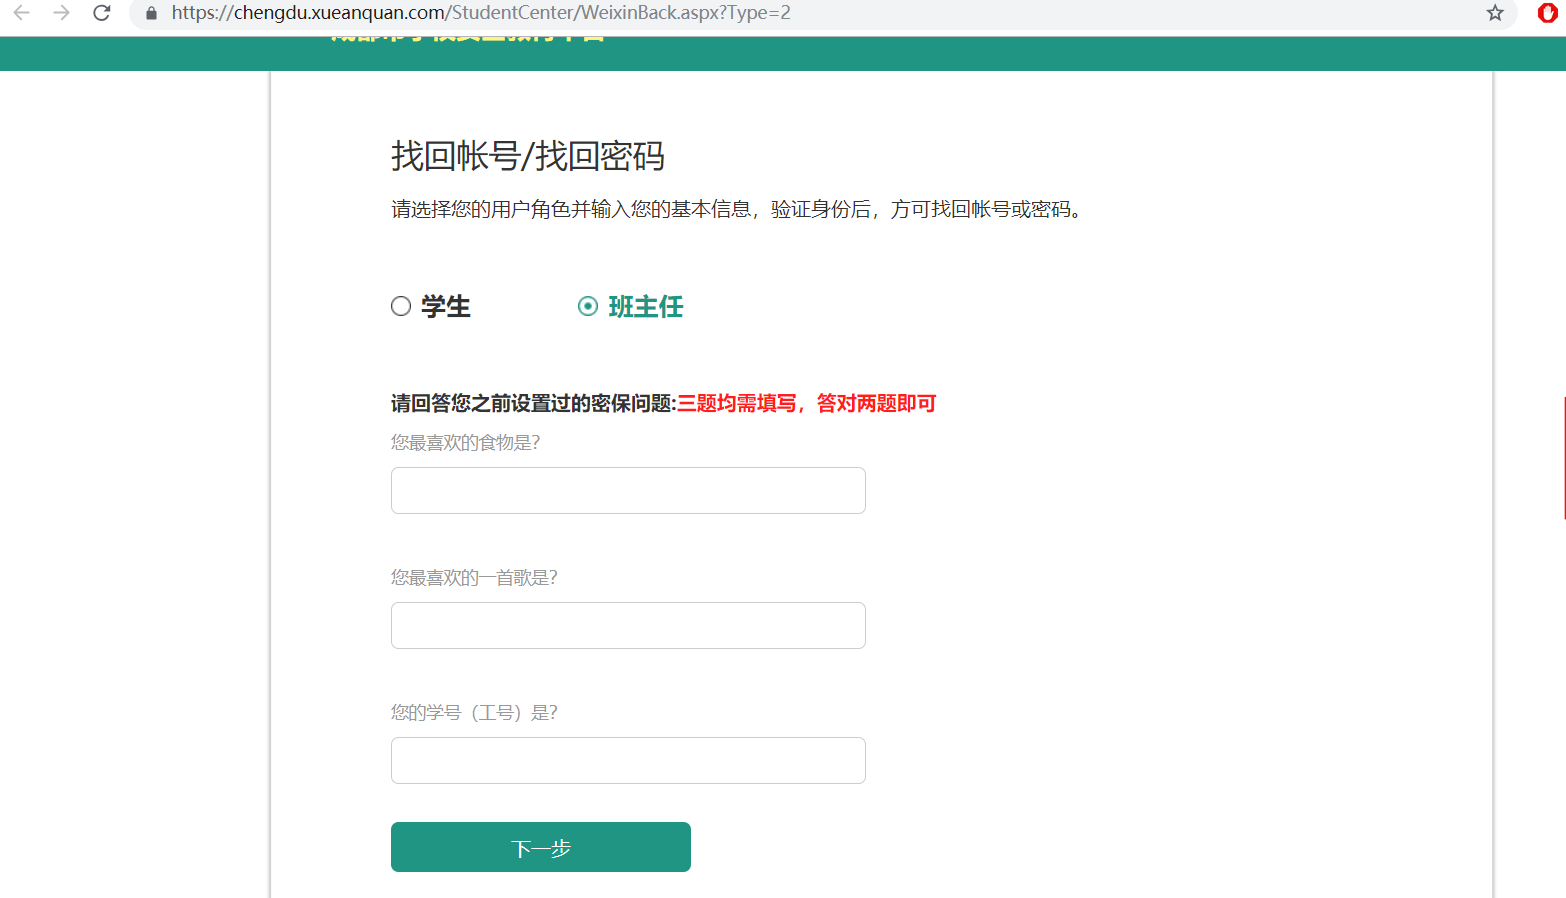 https://chengdu.xueanquan.com/StudentCenter/WeixinBack.aspx?Type=2
找回帐号/找回密码
请选择您的用户角色并输入您的基本信息，验证身份后，方可找回帐号或密码。
学生
班主任
请回答您之前设置过的密保问题:三题均需填写，答对两题即可
您最喜欢的食物是?
您最喜欢的一首歌是?
您的学号（工号）是?
下一步